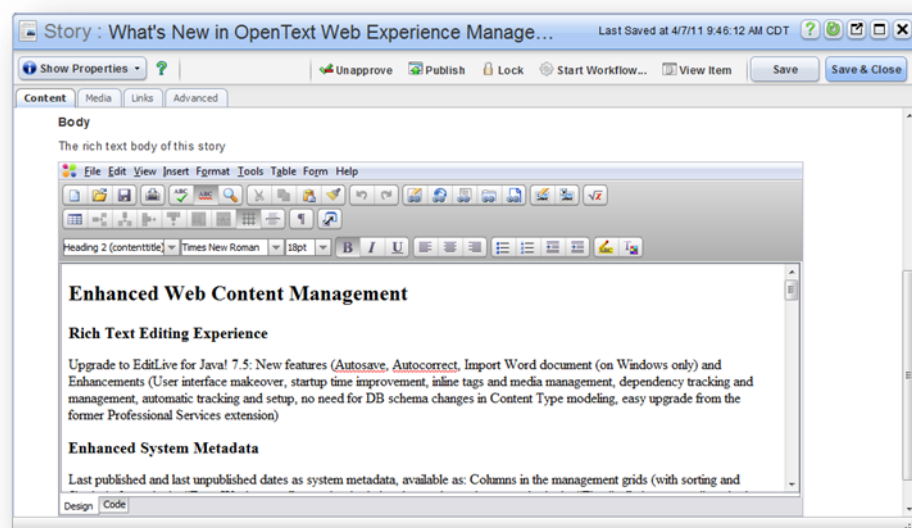 Story : What's New in OpenText Web Experience Manage...
Last Saved at 4/7/11 9:46:12 AM CDT
Show Properties
Unapprove Publish Lock Start Workflow... View Item Save Save & Close
Content Media Links Advanced
Body
The rich text body of this story
File Edit View Insert Format Tools Table Form Help
Heading 2 (contenttitle) Times New Roman 18pt B I U
Enhanced Web Content Management
Rich Text Editing Experience
Upgrade to EditLive for Java! 7.5: New features (Autosave, Autocorrect, Import Word document (on Windows only) and
Enhancements (User interface makeover, startup time improvement, inline tags and media management, dependency tracking and
management, automatic tracking and setup, no need for DB schema changes in Content Type modeling, easy upgrade from the
former Professional Services extension)
Enhanced System Metadata
Last published and last unpublished dates as system metadata, available as: Columns in the management grids (with sorting and
Design Code